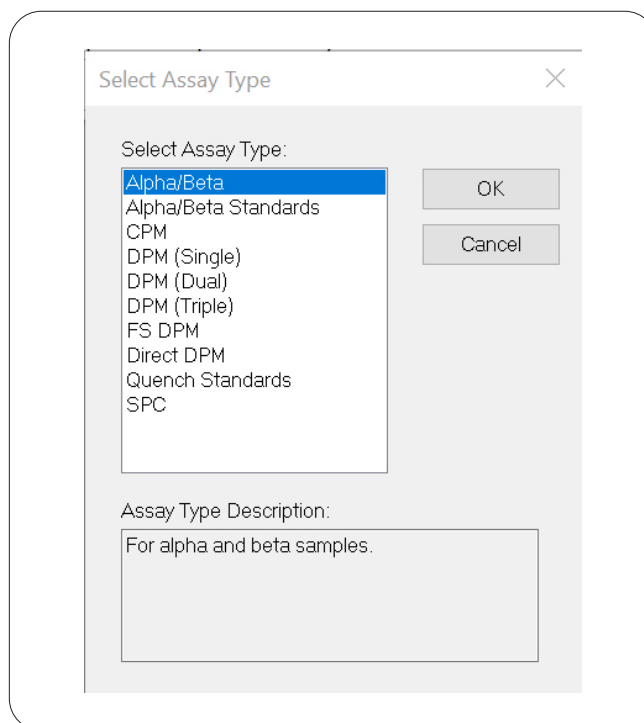 Select Assay Type
Select Assay Type:
Alpha/Beta
Alpha/Beta Standards
CPM
DPM (Single)
DPM (Dual)
DPM (Triple)
FS DPM
Direct DPM
Quench Standards
SPC
OK
Cancel
Assay Type Description:
For alpha and beta samples.